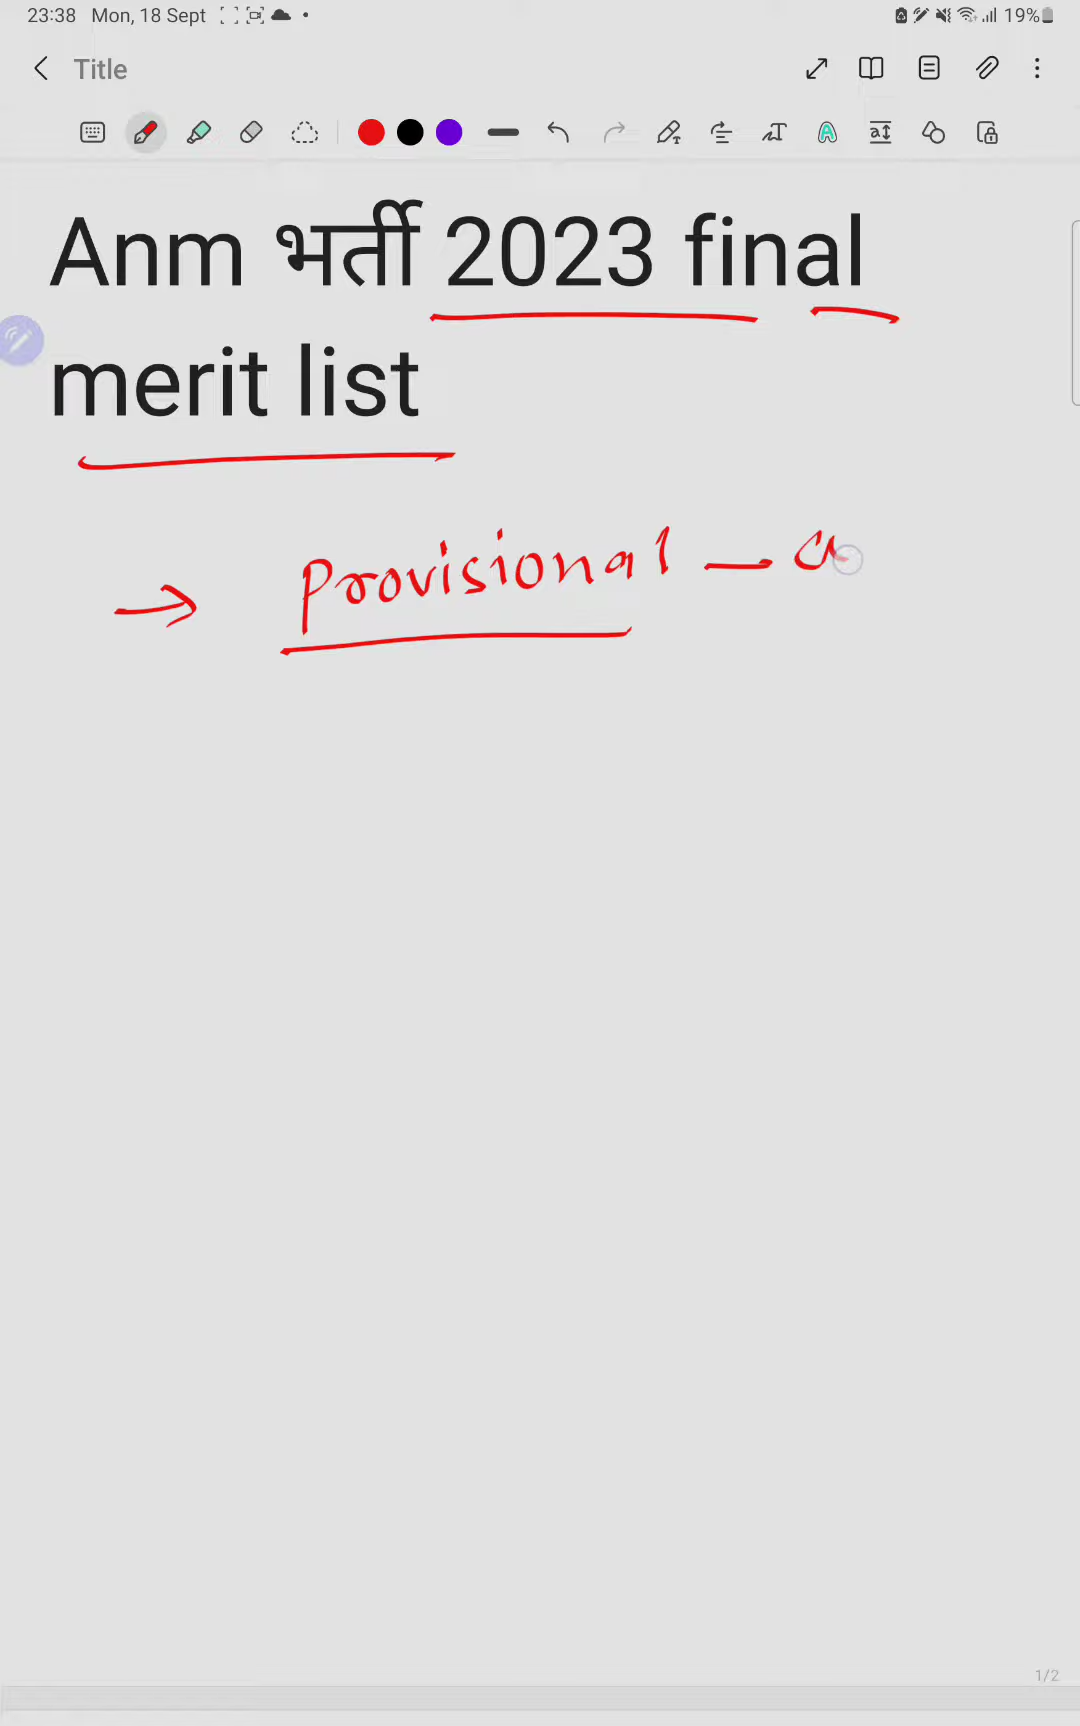 23:38 Mon, 18 Sept 19%
Title
Anm भर्ती 2023 final
merit list
→ Provisional —
1/2